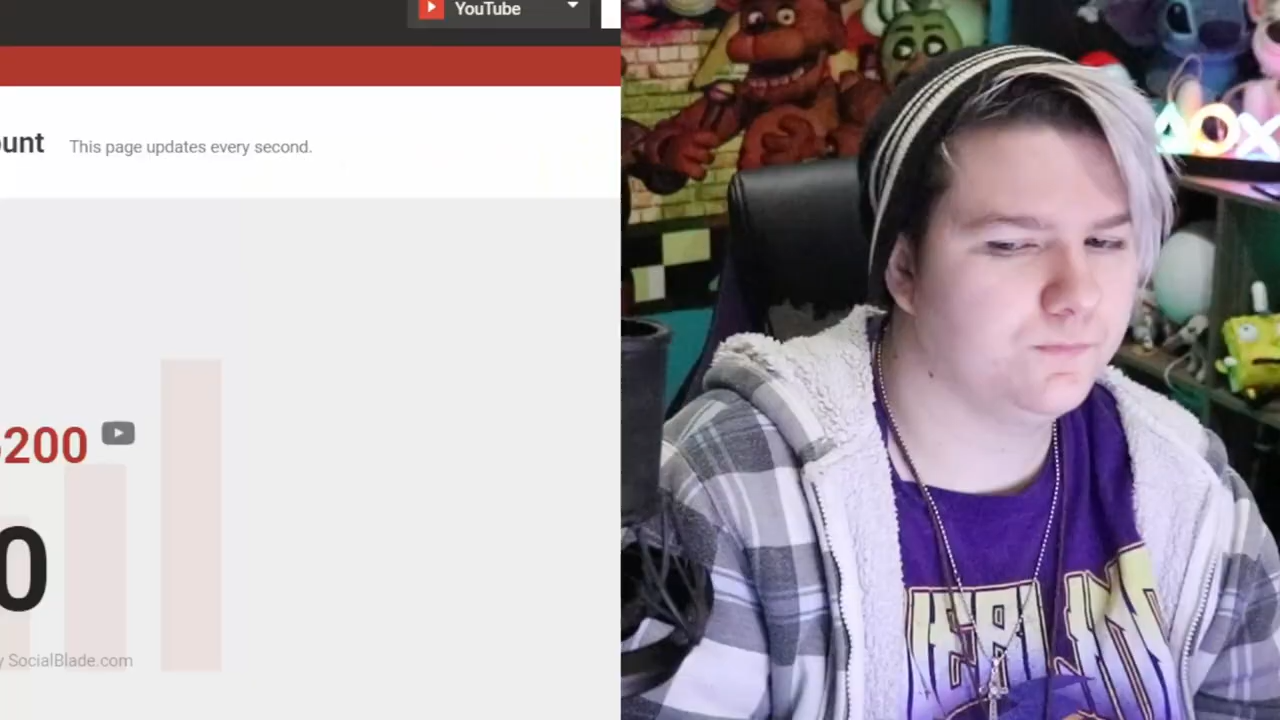 YouTube
unt This page updates every second.
200
0
SocialBlade.com